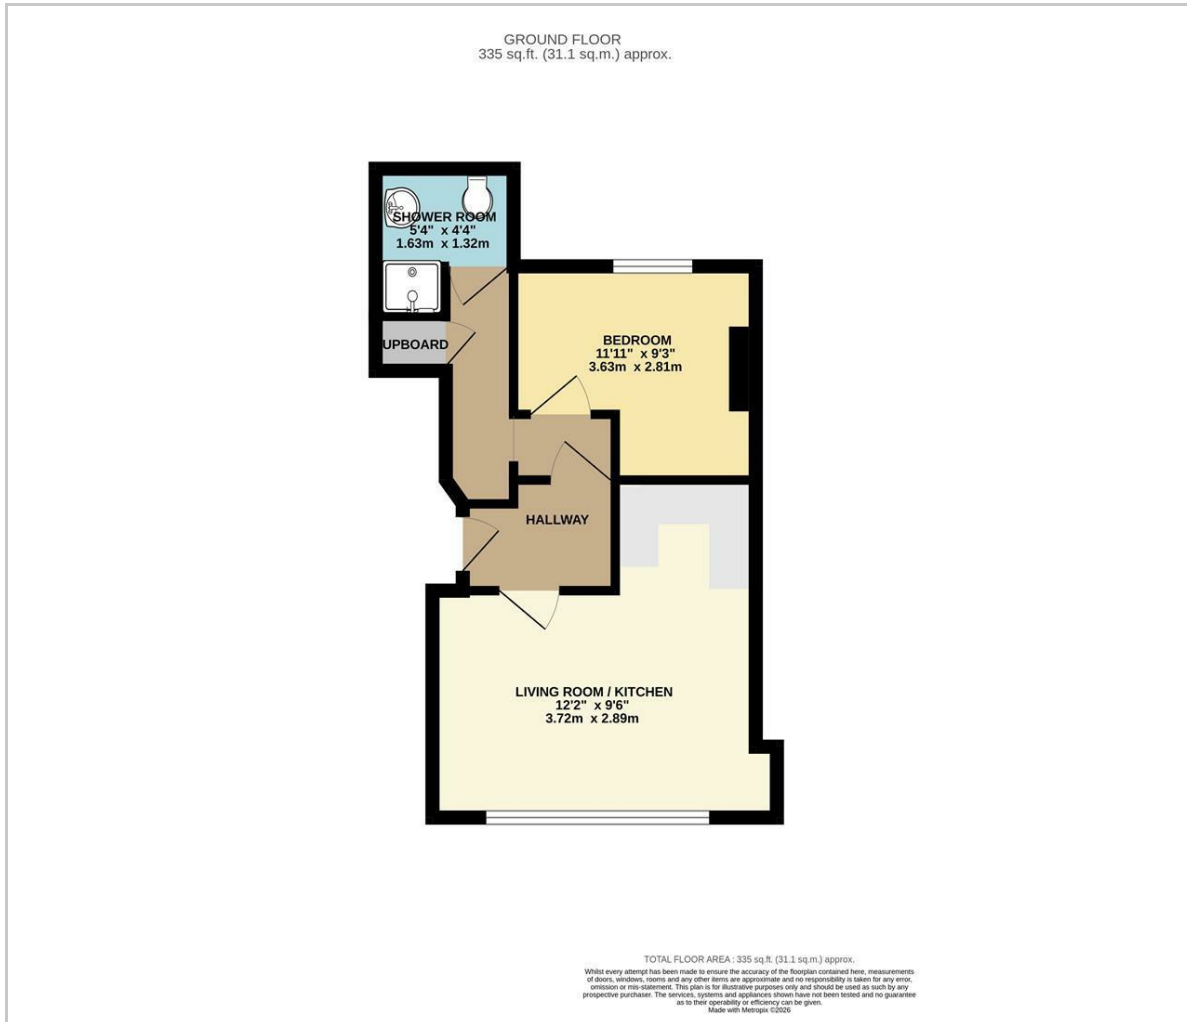 GROUND FLOOR
335 sq.ft. (31.1 sq.m.) approx.
SHOWER ROOM
5'4" x 4'4"
1.63m x 1.32m
UPBOARD
BEDROOM
11'11" x 9'3"
3.63m x 2.81m
HALLWAY
LIVING ROOM / KITCHEN
12'2" x 9'6"
3.72m x 2.89m
TOTAL FLOOR AREA : 335 sq.ft. (31.1 sq.m.) approx.
Whilst every attempt has been made to ensure the accuracy of the floorplan contained here, measurements
of doors, windows, rooms and any other items are approximate and no responsibility is taken for any error,
omission or mis-statement. This plan is for illustrative purposes only and should be used as such by any
prospective purchaser. The services, systems and appliances shown have not been tested and no guarantee
as to their operability or efficiency can be given.
Made with Metropix ©2026